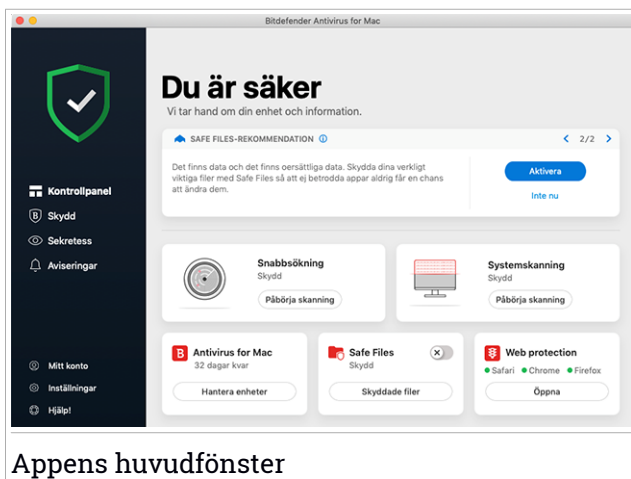 Bitdefender Antivirus for Mac
Du är säker
Vi tar hand om din enhet och information.
SAFE FILES-REKOMMENDATION
2/2
Det finns data och det finns oersättliga data. Skydda dina verkligt
viktiga filer med Safe Files så att ej betrodda appar aldrig får en chans
att ändra dem.
Aktivera
Inte nu
Kontrollpanel
B Skydd
Sekretess
Aviseringar
Snabbsökning
Skydd
Påbörja skanning
Systemskanning
Skydd
Påbörja skanning
B Antivirus for Mac
32 dagar kvar
Hantera enheter
Safe Files
Skydd
Skyddade filer
Web protection
Safari Chrome Firefox
Öppna
Mitt konto
Inställningar
Hjälp!
Appens huvudfönster